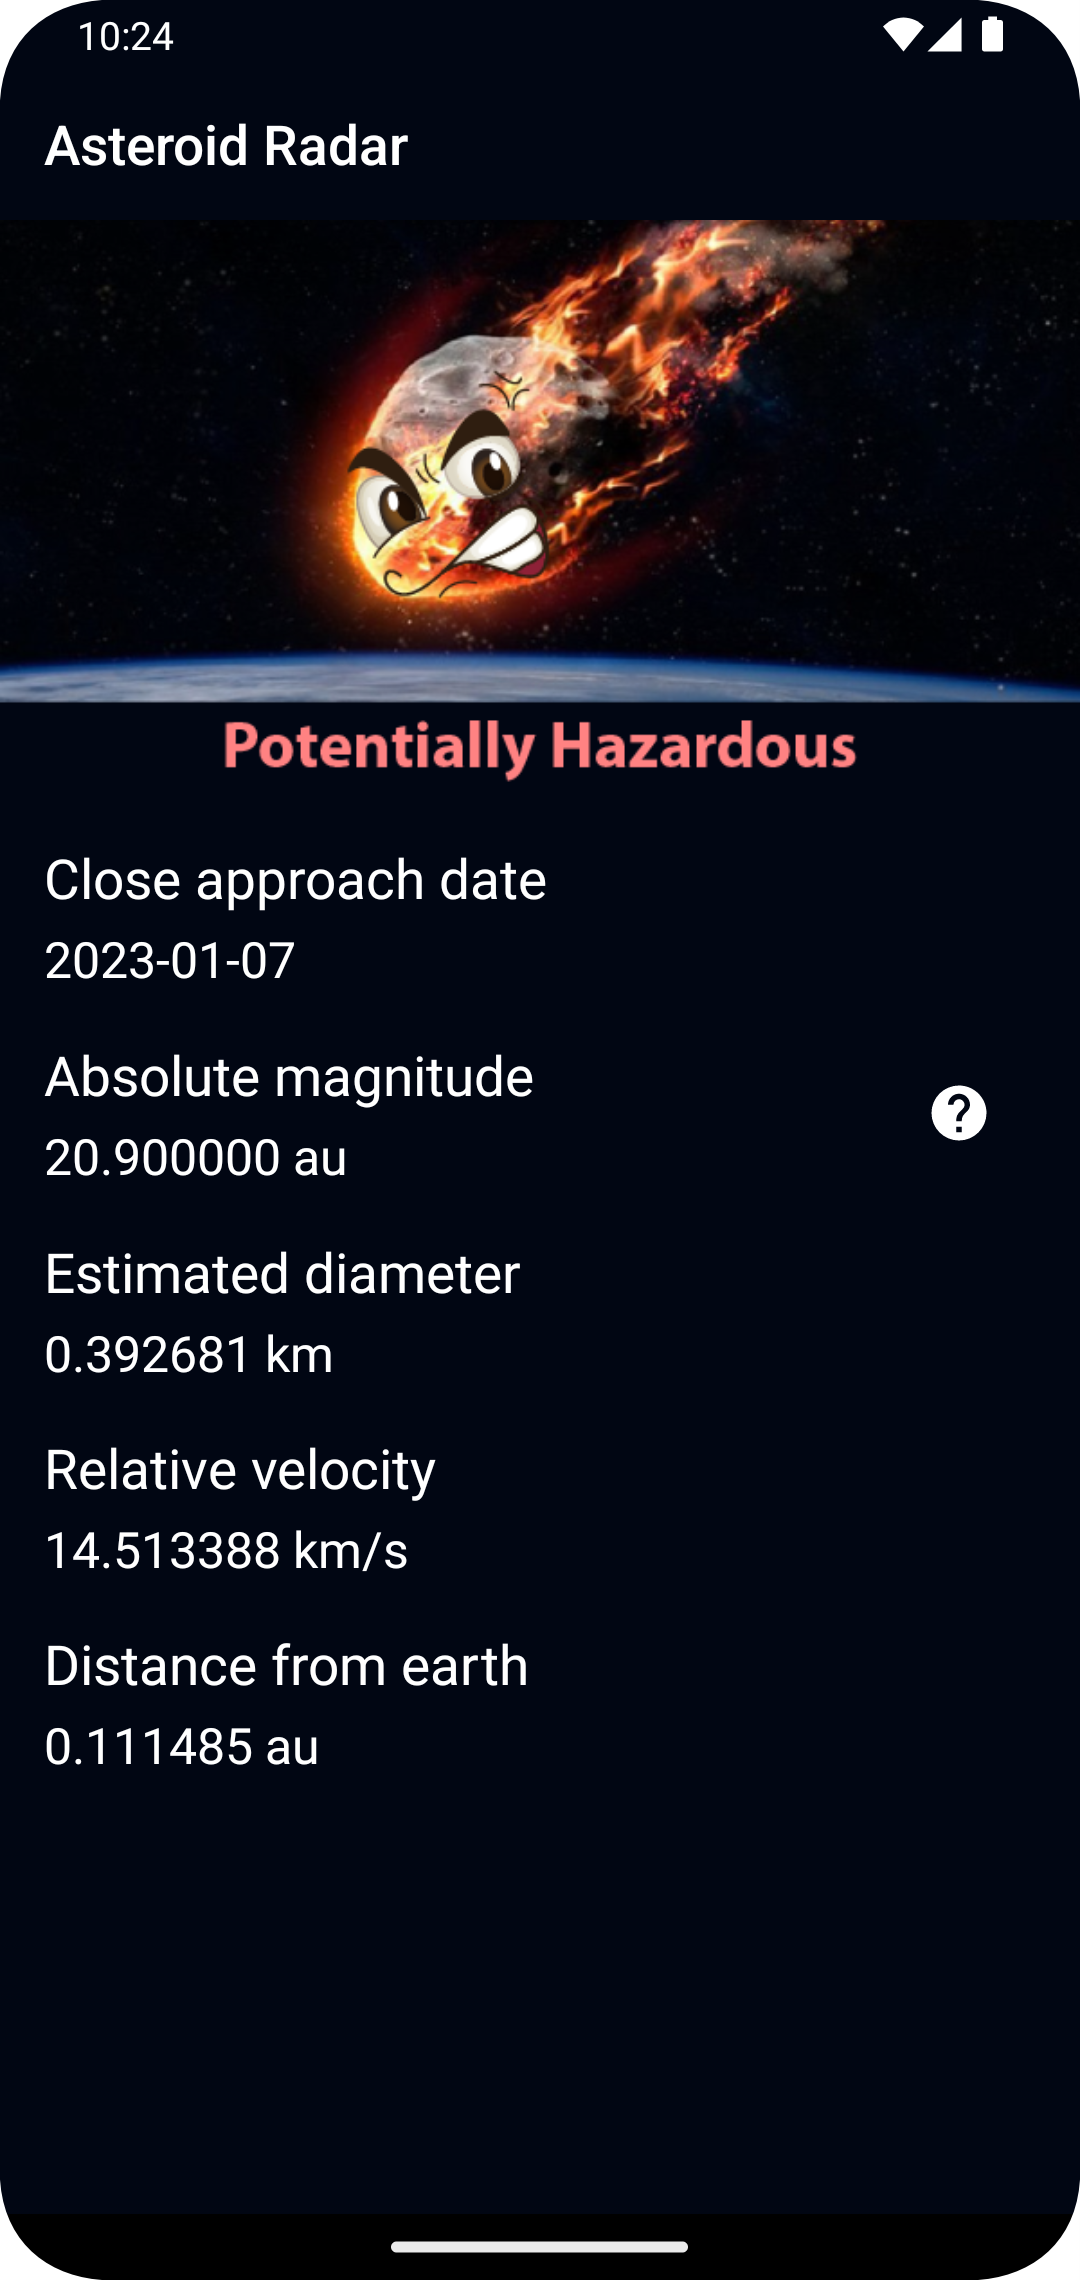 10:24
Asteroid Radar
Potentially Hazardous
Close approach date
2023-01-07
Absolute magnitude
20.900000 au
?
Estimated diameter
0.392681 km
Relative velocity
14.513388 km/s
Distance from earth
0.111485 au